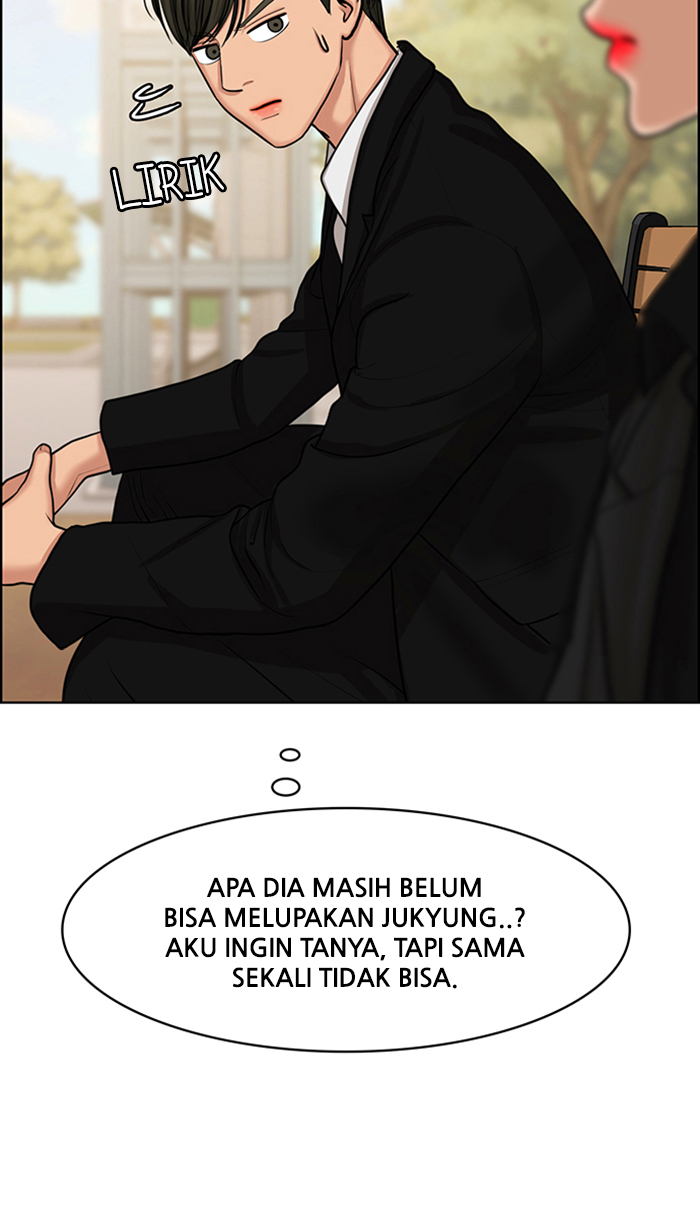 LIRIK
APA DIA MASIH BELUM
BISA MELUPAKAN JUKYUNG..?
AKU INGIN TANYA, TAPI SAMA
SEKALI TIDAK BISA.